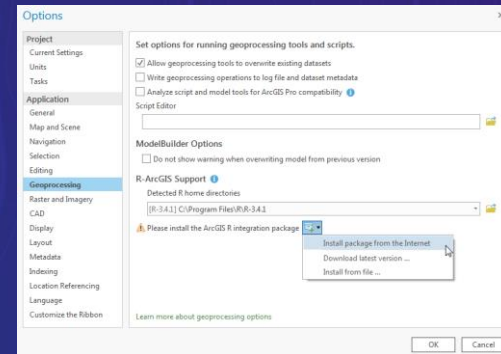 Options
Project
Current Settings
Units
Tasks
Application
General
Map and Scene
Navigation
Selection
Editing
Geoprocessing
Raster and Imagery
CAD
Display
Layout
Metadata
Indexing
Location Referencing
Language
Customize the Ribbon
Set options for running geoprocessing tools and scripts.
Allow geoprocessing tools to overwrite existing datasets
Write geoprocessing operations to log file and dataset metadata
Analyze script and model tools for ArcGIS Pro compatibility
Script Editor
ModelBuilder Options
Do not show warning when overwriting model from previous version
R-ArcGIS Support
Detected R home directories
[R-3.4.1] C:\Program Files\R\R-3.4.1
Please install the ArcGIS R integration package
Install package from the Internet
Download latest version ...
Install from file ...
Learn more about geoprocessing options
OK Cancel